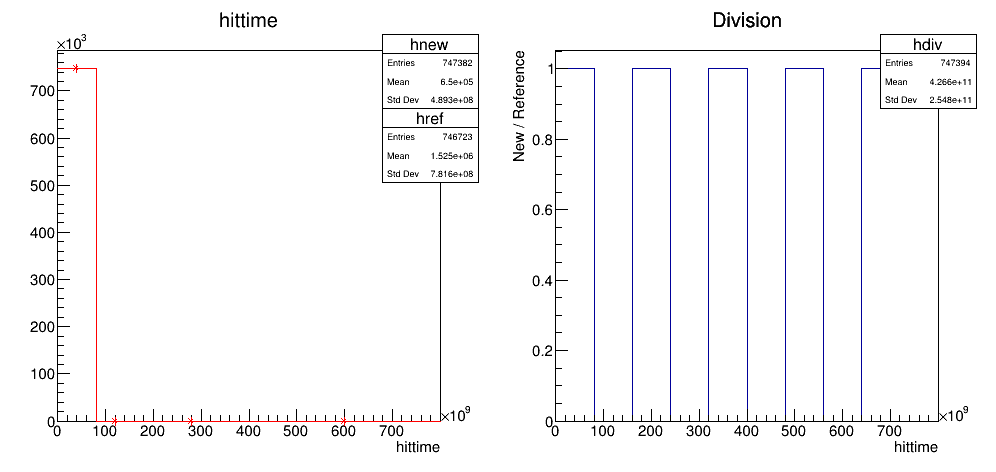 hittime
×10³
hnew
Entries 747382
Mean 6.5e+05
Std Dev 4.893e+08
href
Entries 746723
Mean 1.525e+06
Std Dev 7.816e+08
700
600
500
400
300
200
100
0
0 100 200 300 400 500 600 700
×10⁹
hittime
Division
hdiv
Entries 747394
Mean 4.266e+11
Std Dev 2.548e+11
New / Reference
1
0.8
0.6
0.4
0.2
0
0 100 200 300 400 500 600 700
×10⁹
hittime